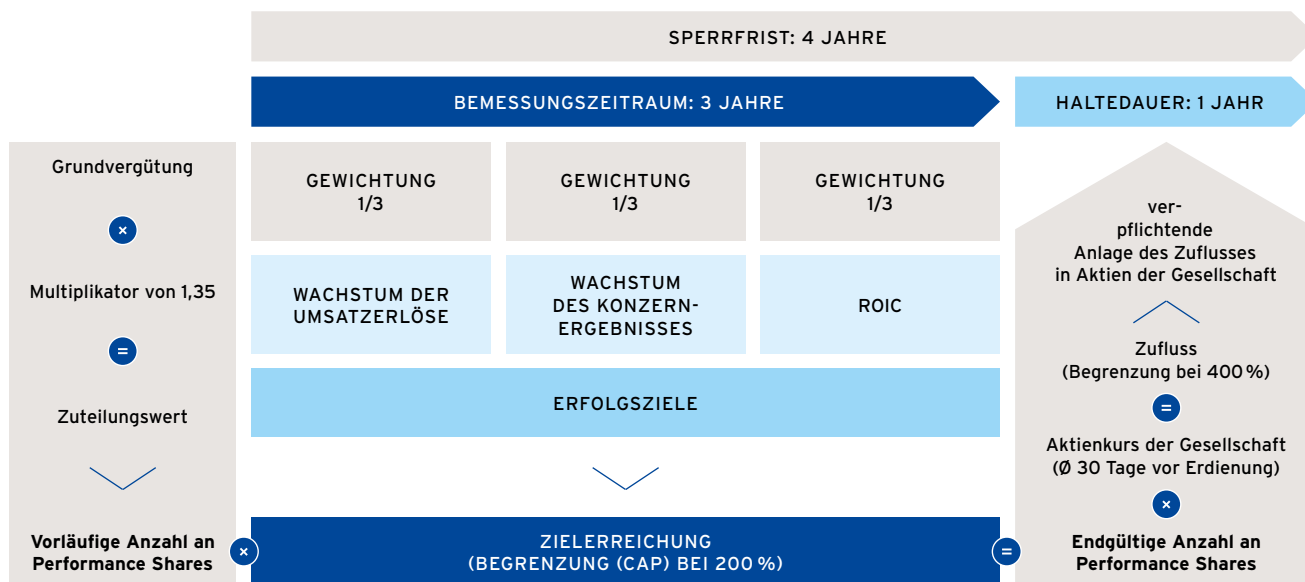 SPERRFRIST: 4 JAHRE
BEMESSUNGSZEITRAUM: 3 JAHRE
HALTEDAUER: 1 JAHR
Grundvergütung
×
Multiplikator von 1,35
=
Zuteilungswert
Vorläufige Anzahl an
Performance Shares
×
GEWICHTUNG
1/3
GEWICHTUNG
1/3
GEWICHTUNG
1/3
WACHSTUM DER
UMSATZERLÖSE
WACHSTUM
DES KONZERN-
ERGEBNISSES
ROIC
ERFOLGSZIELE
ZIELERREICHUNG
(BEGRENZUNG (CAP) BEI 200 %)
=
ver-
pflichtende
Anlage des Zuflusses
in Aktien der Gesellschaft
Zufluss
(Begrenzung bei 400 %)
=
Aktienkurs der Gesellschaft
(Ø 30 Tage vor Erdienung)
×
Endgültige Anzahl an
Performance Shares